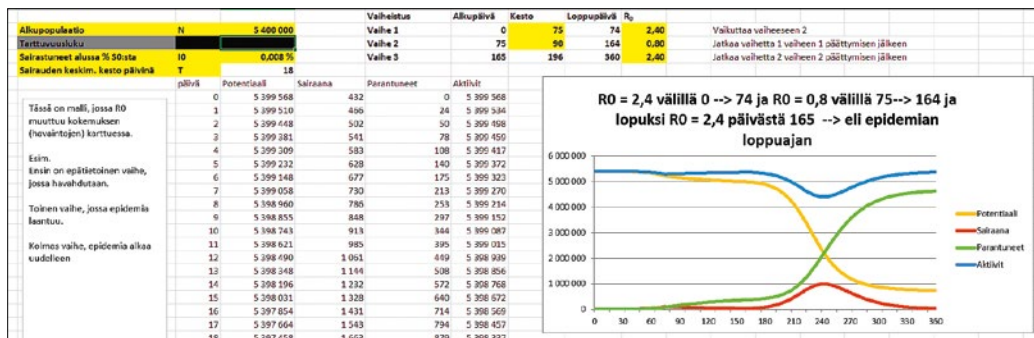 Vaiheistus Alkupäivä Kesto Loppupäivä R₀
Alkupopulaatio N 5 400 000 Vaihe 1 0 75 74 2,40 Vaikuttaa vaiheeseen 2
Tarttuvuusluku Vaihe 2 75 90 164 0,80 Jatkaa vaihetta 1 vaiheen 1 päättymisen jälkeen
Sairastuneet alussa % S0:sta I0 0,008 % Vaihe 3 165 196 360 2,40 Jatkaa vaihetta 2 vaiheen 2 päättymisen jälkeen
Sairauden keskim. kesto päivinä T 18
päivä Potentiaali Sairaana Parantuneet Aktiivit
0 5 399 568 432 0 5 399 568
1 5 399 510 466 24 5 399 534
2 5 399 448 502 50 5 399 498
3 5 399 381 541 78 5 399 459
4 5 399 309 583 108 5 399 417
5 5 399 232 628 140 5 399 372
6 5 399 148 677 175 5 399 323
7 5 399 058 730 213 5 399 270
8 5 398 960 786 253 5 399 214
9 5 398 855 848 297 5 399 152
10 5 398 743 913 344 5 399 087
11 5 398 621 985 395 5 399 015
12 5 398 490 1 061 449 5 398 939
13 5 398 348 1 144 508 5 398 856
14 5 398 196 1 232 572 5 398 768
15 5 398 031 1 328 640 5 398 672
16 5 397 854 1 431 714 5 398 569
17 5 397 664 1 543 794 5 398 457
18 5 397 458 1 663 879 5 398 337
Tässä on malli, jossa R0
muuttuu kokemuksen
(havaintojen) karttuessa.
Esim.
Ensin on epätietoinen vaihe,
jossa havahdutaan.
Toinen vaihe, jossa epidemia
laantuu.
Kolmas vaihe, epidemia alkaa
uudelleen
R0 = 2,4 välillä 0 --> 74 ja R0 = 0,8 välillä 75--> 164 ja
lopuksi R0 = 2,4 päivästä 165 --> eli epidemian
loppuajan
6 000 000
5 000 000
4 000 000
3 000 000
2 000 000
1 000 000
0
0 30 60 90 120 150 180 210 240 270 300 330 360
Potentiaali
Sairaana
Parantuneet
Aktiivit